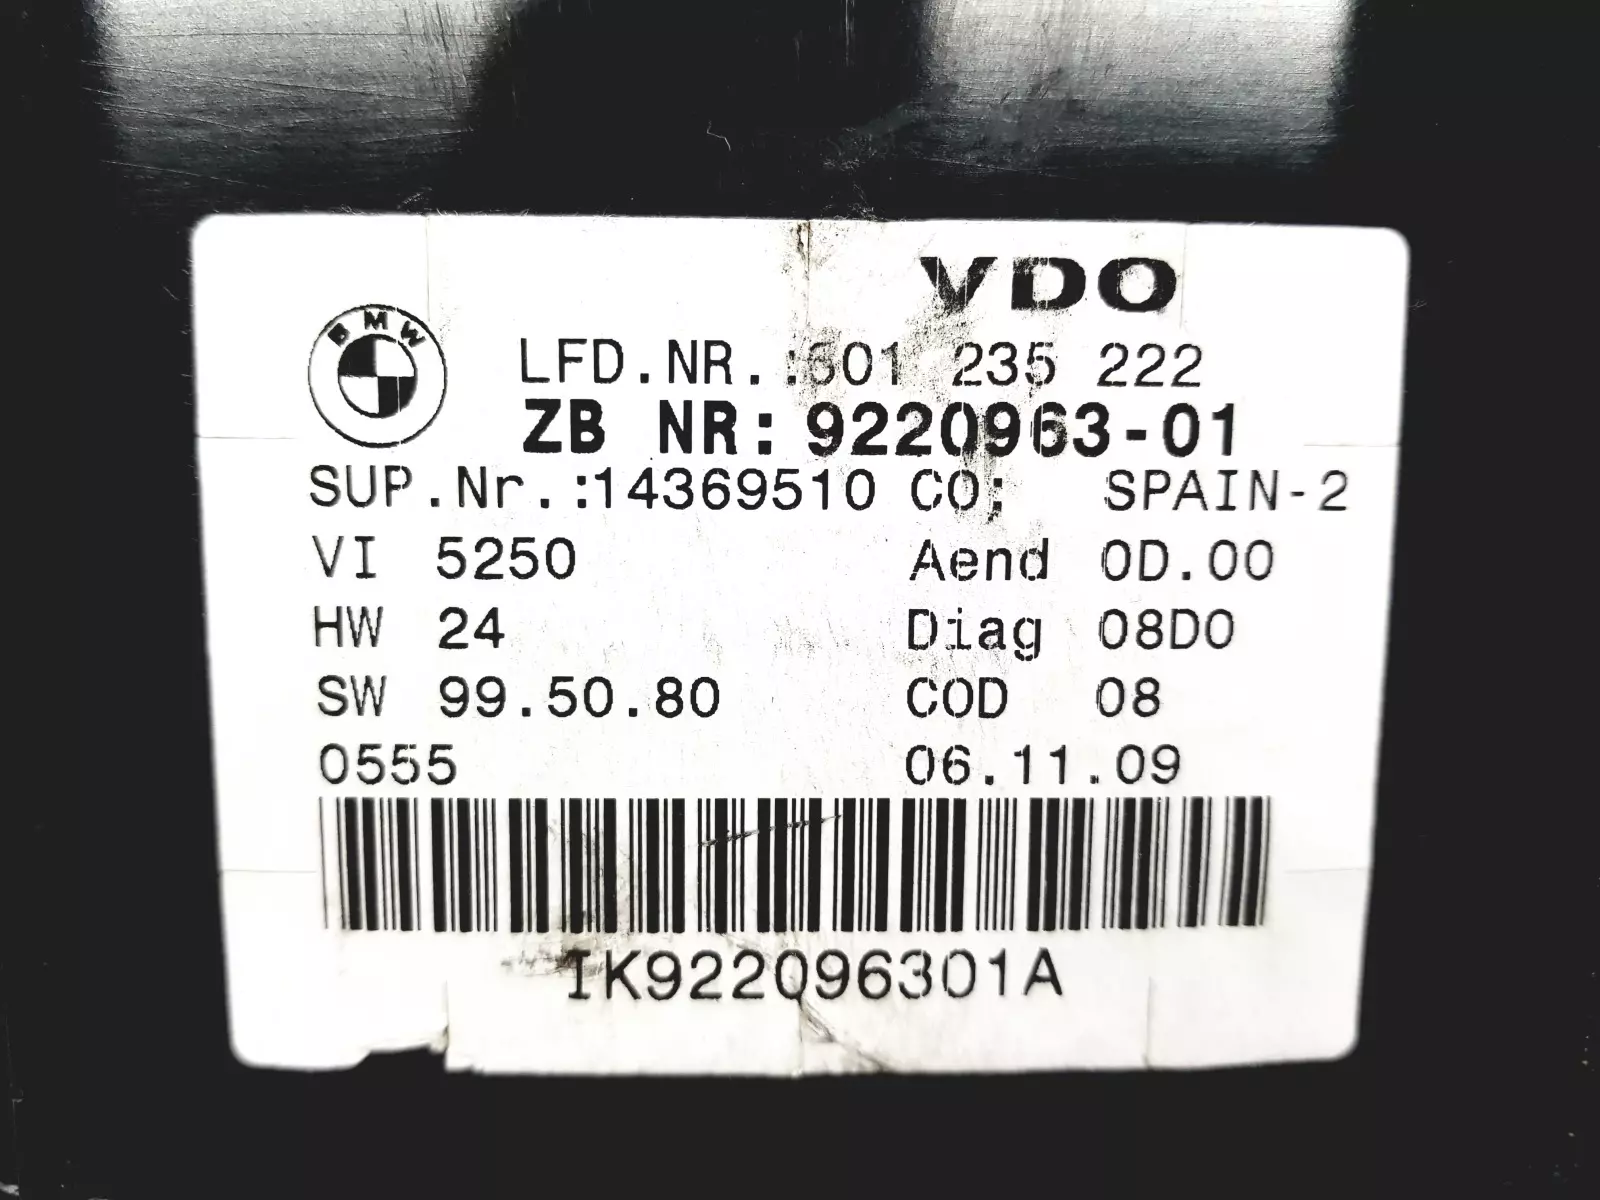 VDO
BMW
LFD.NR.:601 235 222
ZB NR: 9220963-01
SUP.Nr.:14369510 CO: SPAIN-2
VI 5250 Aend 0D.00
HW 24 Diag 08D0
SW 99.50.80 COD 08
0555 06.11.09
IK922096301A